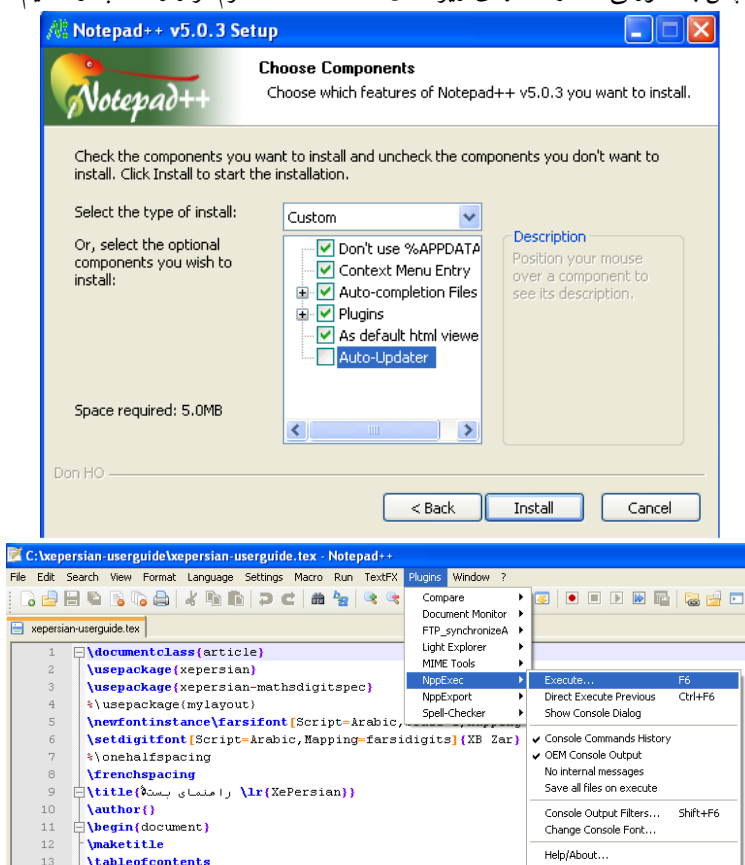 Notepad++ v5.0.3 Setup
Notepad++
Choose Components
Choose which features of Notepad++ v5.0.3 you want to install.
Check the components you want to install and uncheck the components you don't want to
install. Click Install to start the installation.
Select the type of install:
Custom
Or, select the optional
components you wish to
install:
Don't use %APPDATA
Context Menu Entry
Auto-completion Files
Plugins
As default html viewe
Auto-Updater
Description
Position your mouse
over a component to
see its description.
Space required: 5.0MB
Don HO
< Back
Install
Cancel
C:\xepersian-userguide\xepersian-userguide.tex - Notepad++
File Edit Search View Format Language Settings Macro Run TextFX Plugins Window ?
xepersian-userguide.tex
1 \documentclass{article}
2 \usepackage{xepersian}
3 \usepackage{xepersian-mathsdigitspec}
4 %\usepackage{mylayout}
5 \newfontinstance\farsifont[Script=Arabic,
6 \setdigitfont[Script=Arabic,Mapping=farsidigits]{XB Zar}
7 %\onehalfspacing
8 \frenchspacing
9 \title{راهنمای بستهٔ \lr{XePersian}}
10 \author{}
11 \begin{document}
12 \maketitle
13 \tableofcontents
Compare
Document Monitor
FTP_synchronizeA
Light Explorer
MIME Tools
NppExec
NppExport
Spell-Checker
Execute... F6
Direct Execute Previous Ctrl+F6
Show Console Dialog
Console Commands History
OEM Console Output
No internal messages
Save all files on execute
Console Output Filters... Shift+F6
Change Console Font...
Help/About...